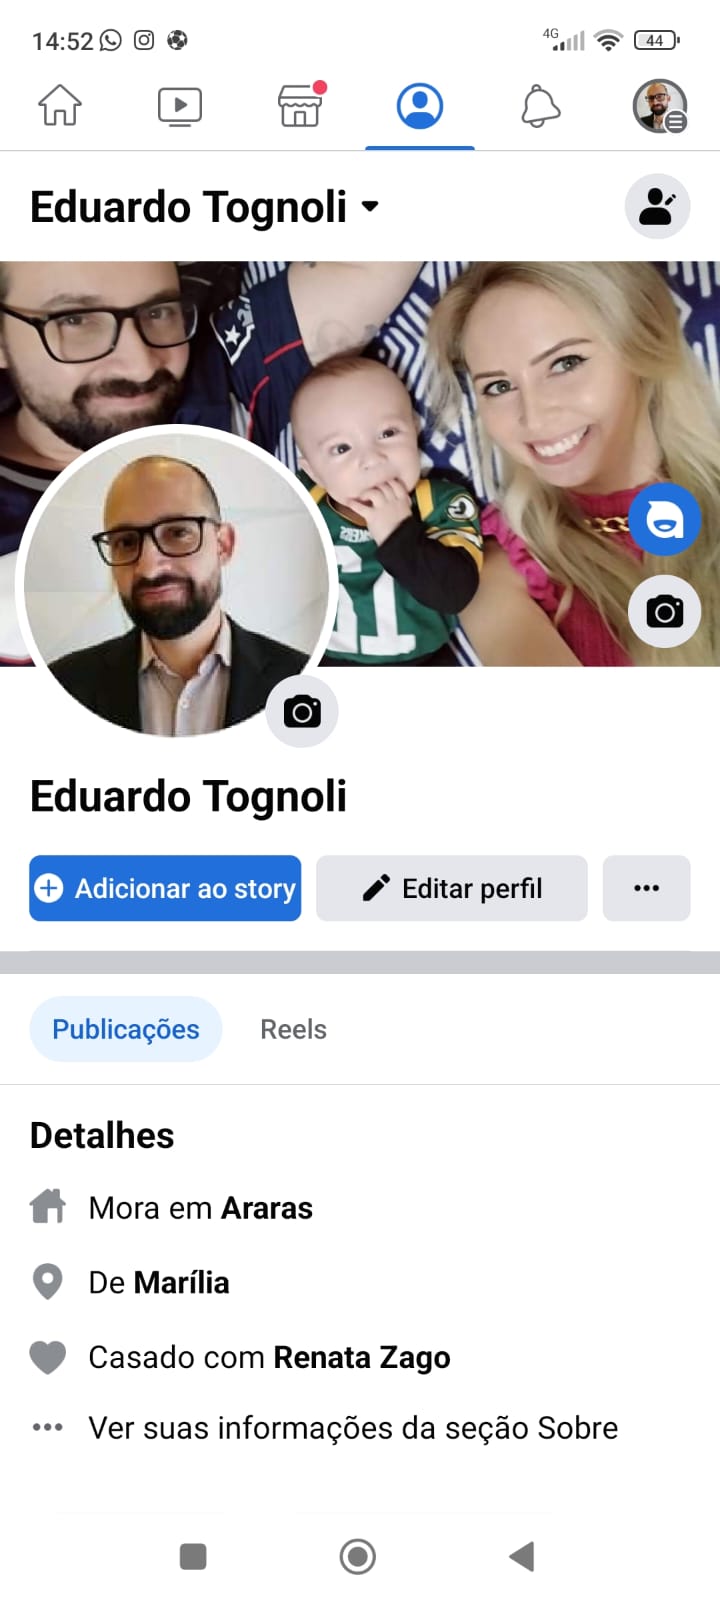 14:52
4G
44
Eduardo Tognoli
Eduardo Tognoli
Adicionar ao story
Editar perfil
Publicações
Reels
Detalhes
Mora em Araras
De Marília
Casado com Renata Zago
Ver suas informações da seção Sobre